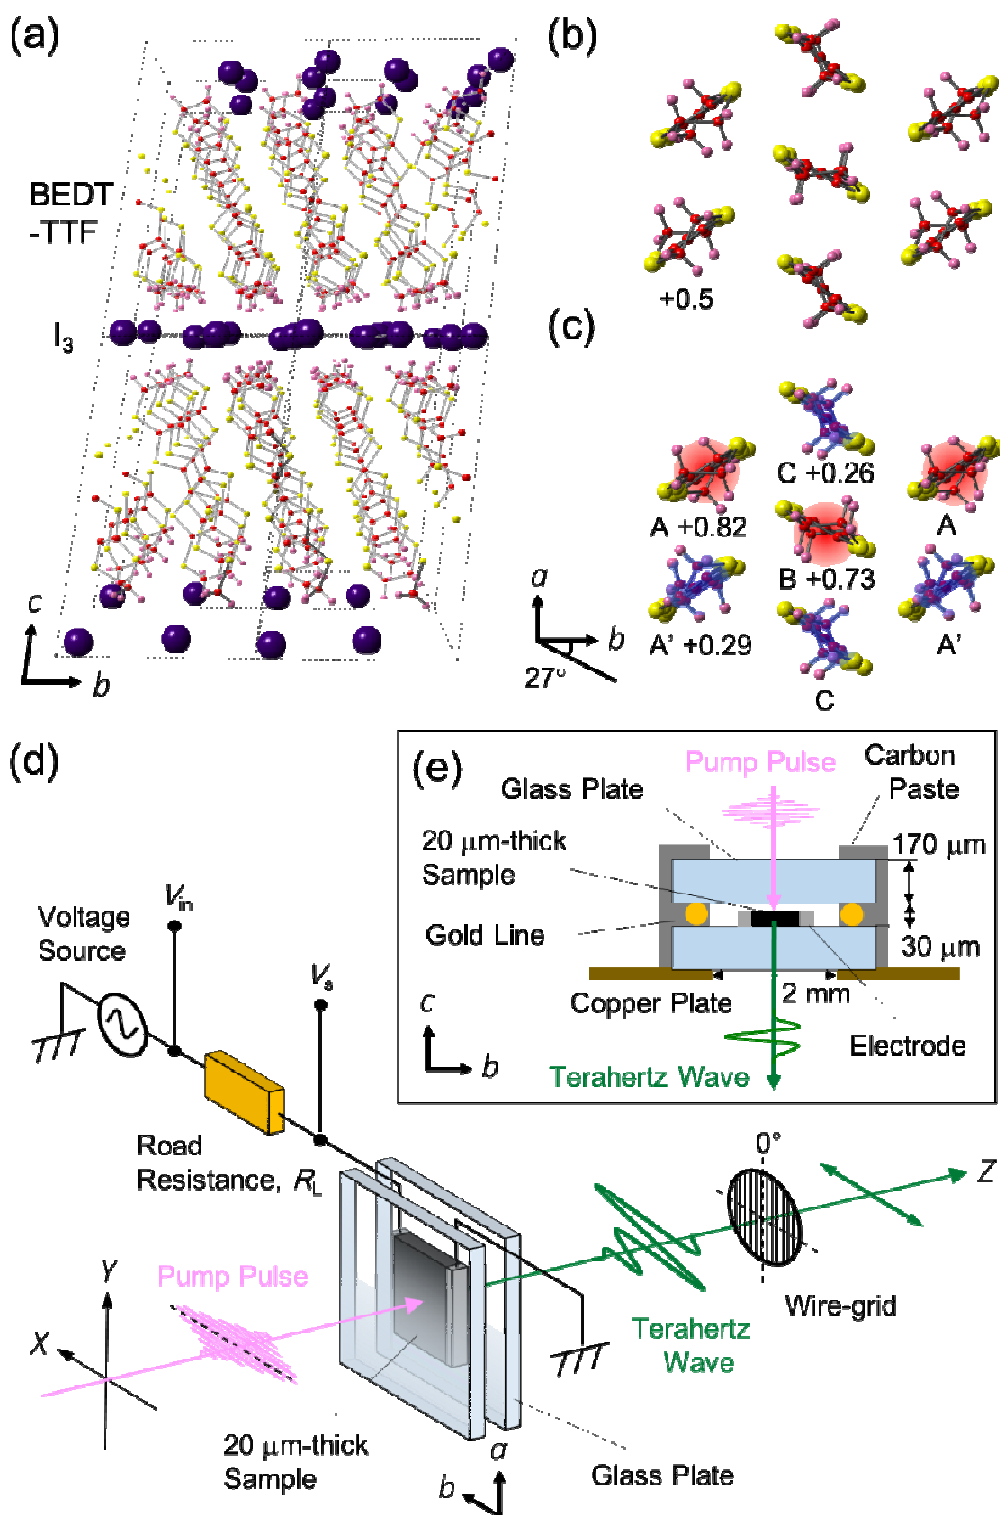 (a)
BEDT
-TTF
I3
c
b
(b)
+0.5
(c)
C +0.26
A +0.82
A
B +0.73
A' +0.29
A'
C
a
b
27°
(d)
Voltage
Source
Vin
Vs
Road
Resistance, RL
Pump Pulse
Y
X
20 μm-thick
Sample
a
b
Glass Plate
Terahertz
Wave
0°
Z
Wire-grid
(e)
Pump Pulse
Carbon
Paste
Glass Plate
20 μm-thick
Sample
170 μm
Gold Line
30 μm
Copper Plate
2 mm
Electrode
c
b
Terahertz Wave